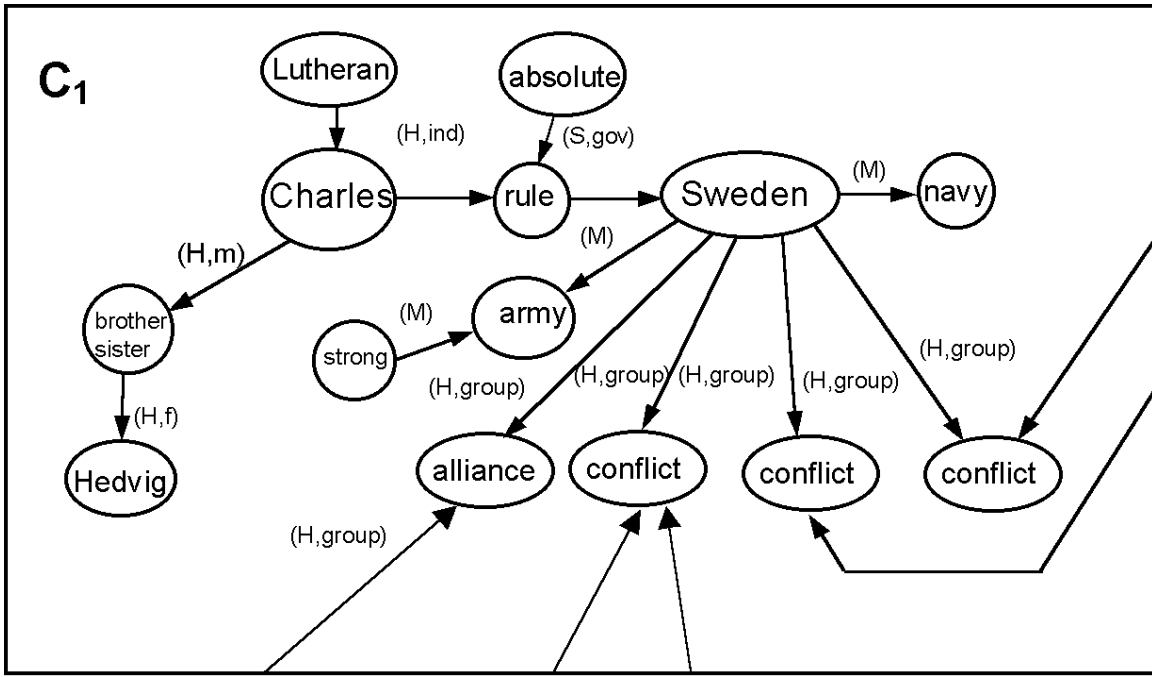 C1
Lutheran
absolute
(H,ind)
(S,gov)
Charles
rule
Sweden
(M)
navy
(M)
(H,m)
brother
sister
(M)
army
strong
(H,group)
(H,group)
(H,group)
(H,group)
(H,group)
(H,f)
Hedvig
alliance
conflict
conflict
conflict
(H,group)